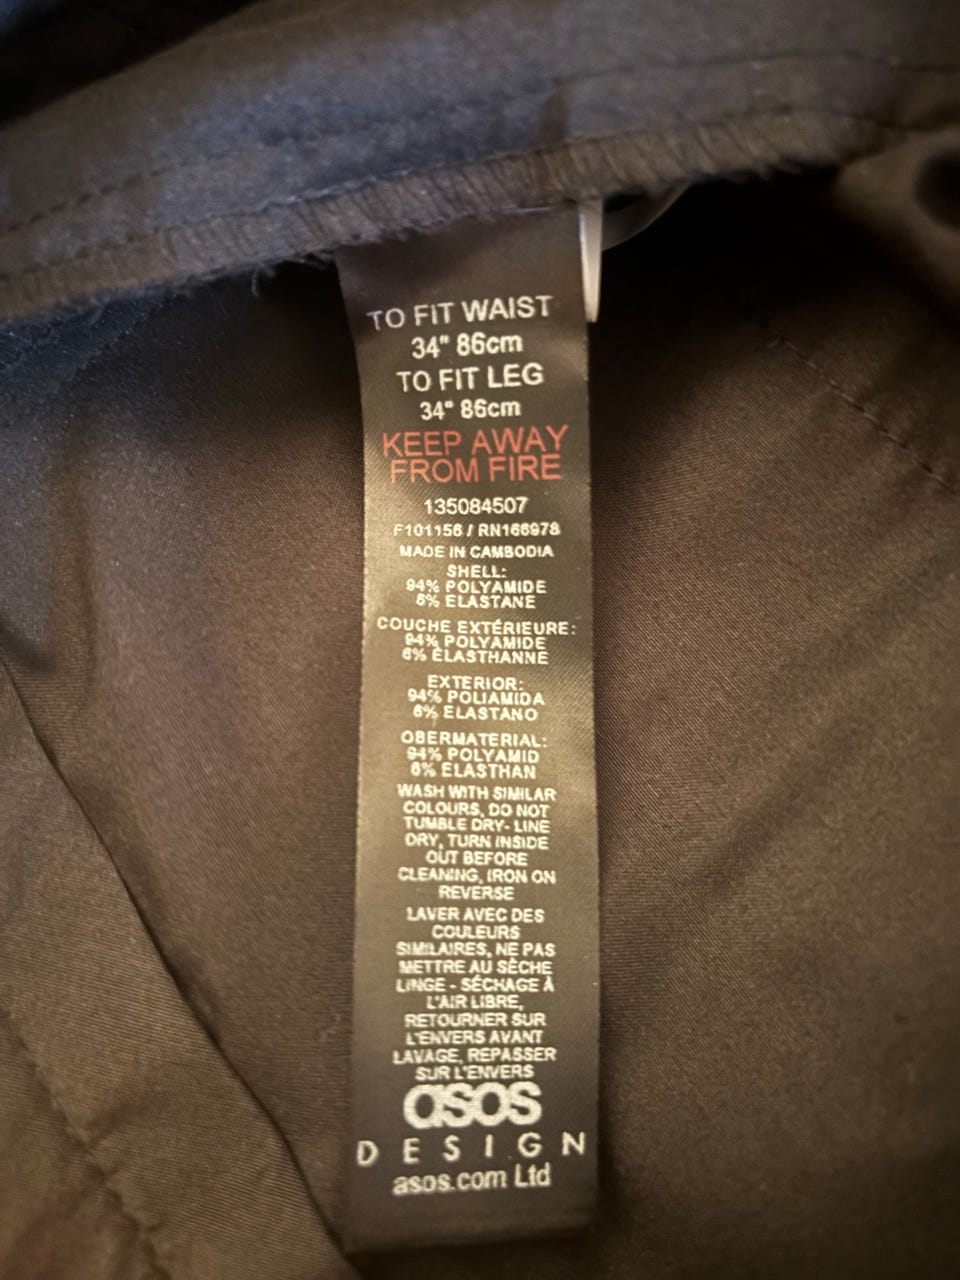 TO FIT WAIST
34" 86cm
TO FIT LEG
34" 86cm
KEEP AWAY
FROM FIRE
135084507
F101156 / RN166978
MADE IN CAMBODIA
SHELL:
94% POLYAMIDE
6% ELASTANE
COUCHE EXTÉRIEURE:
94% POLYAMIDE
6% ÉLASTHANNE
EXTERIOR:
94% POLIAMIDA
6% ELASTANO
OBERMATERIAL:
94% POLYAMID
6% ELASTHAN
WASH WITH SIMILAR
COLOURS, DO NOT
TUMBLE DRY- LINE
DRY, TURN INSIDE
OUT BEFORE
CLEANING, IRON ON
REVERSE
LAVER AVEC DES
COULEURS
SIMILAIRES, NE PAS
METTRE AU SÈCHE
LINGE - SÉCHAGE À
L'AIR LIBRE,
RETOURNER SUR
L'ENVERS AVANT
LAVAGE, REPASSER
SUR L'ENVERS
asos
DESIGN
asos.com Ltd